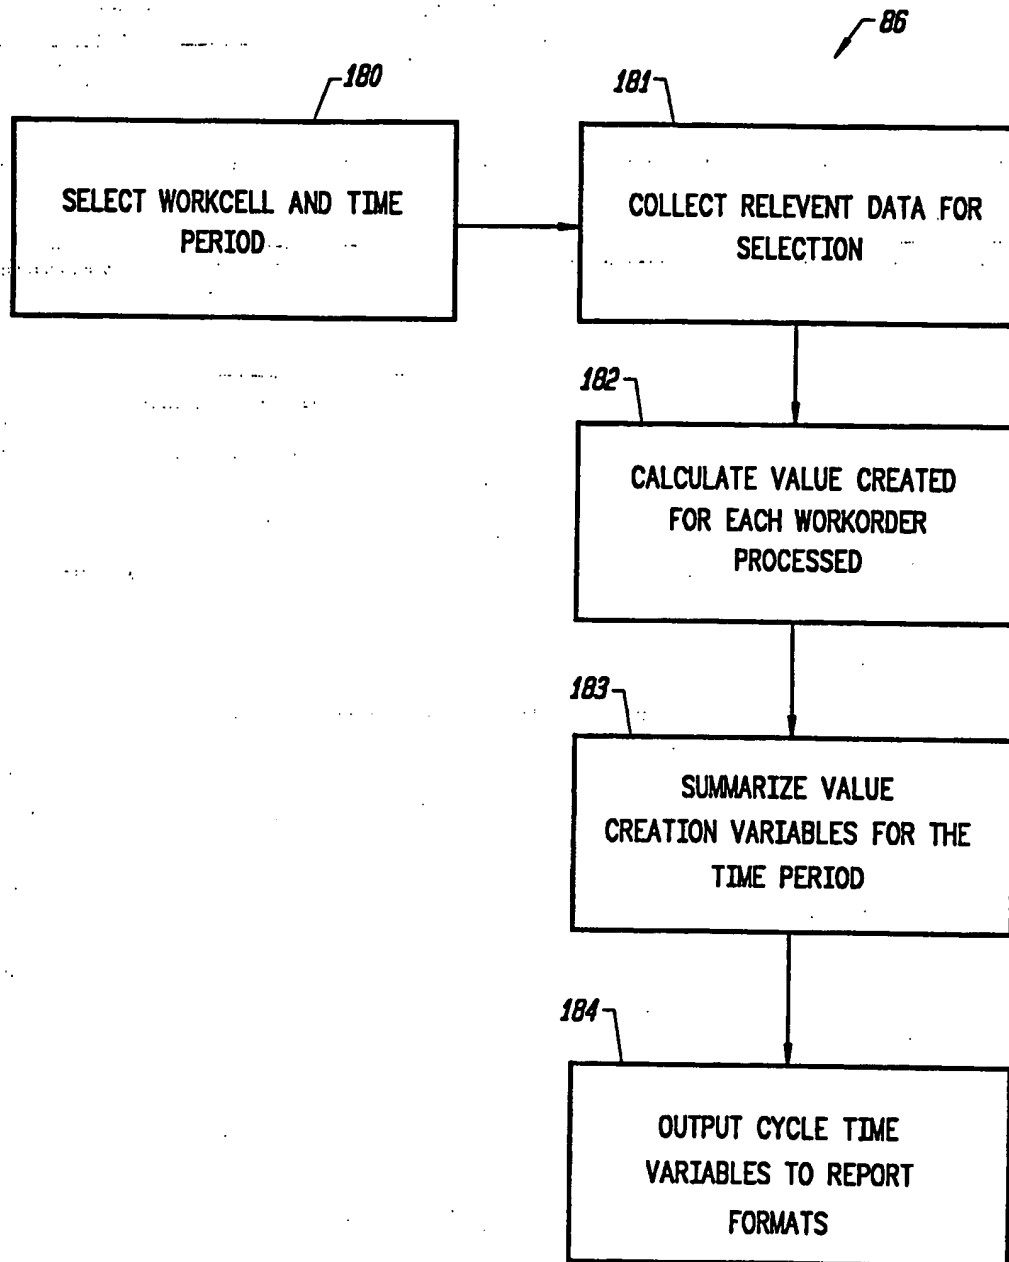 86
180
SELECT WORKCELL AND TIME
PERIOD
181
COLLECT RELEVENT DATA FOR
SELECTION
182
CALCULATE VALUE CREATED
FOR EACH WORKORDER
PROCESSED
183
SUMMARIZE VALUE
CREATION VARIABLES FOR THE
TIME PERIOD
184
OUTPUT CYCLE TIME
VARIABLES TO REPORT
FORMATS